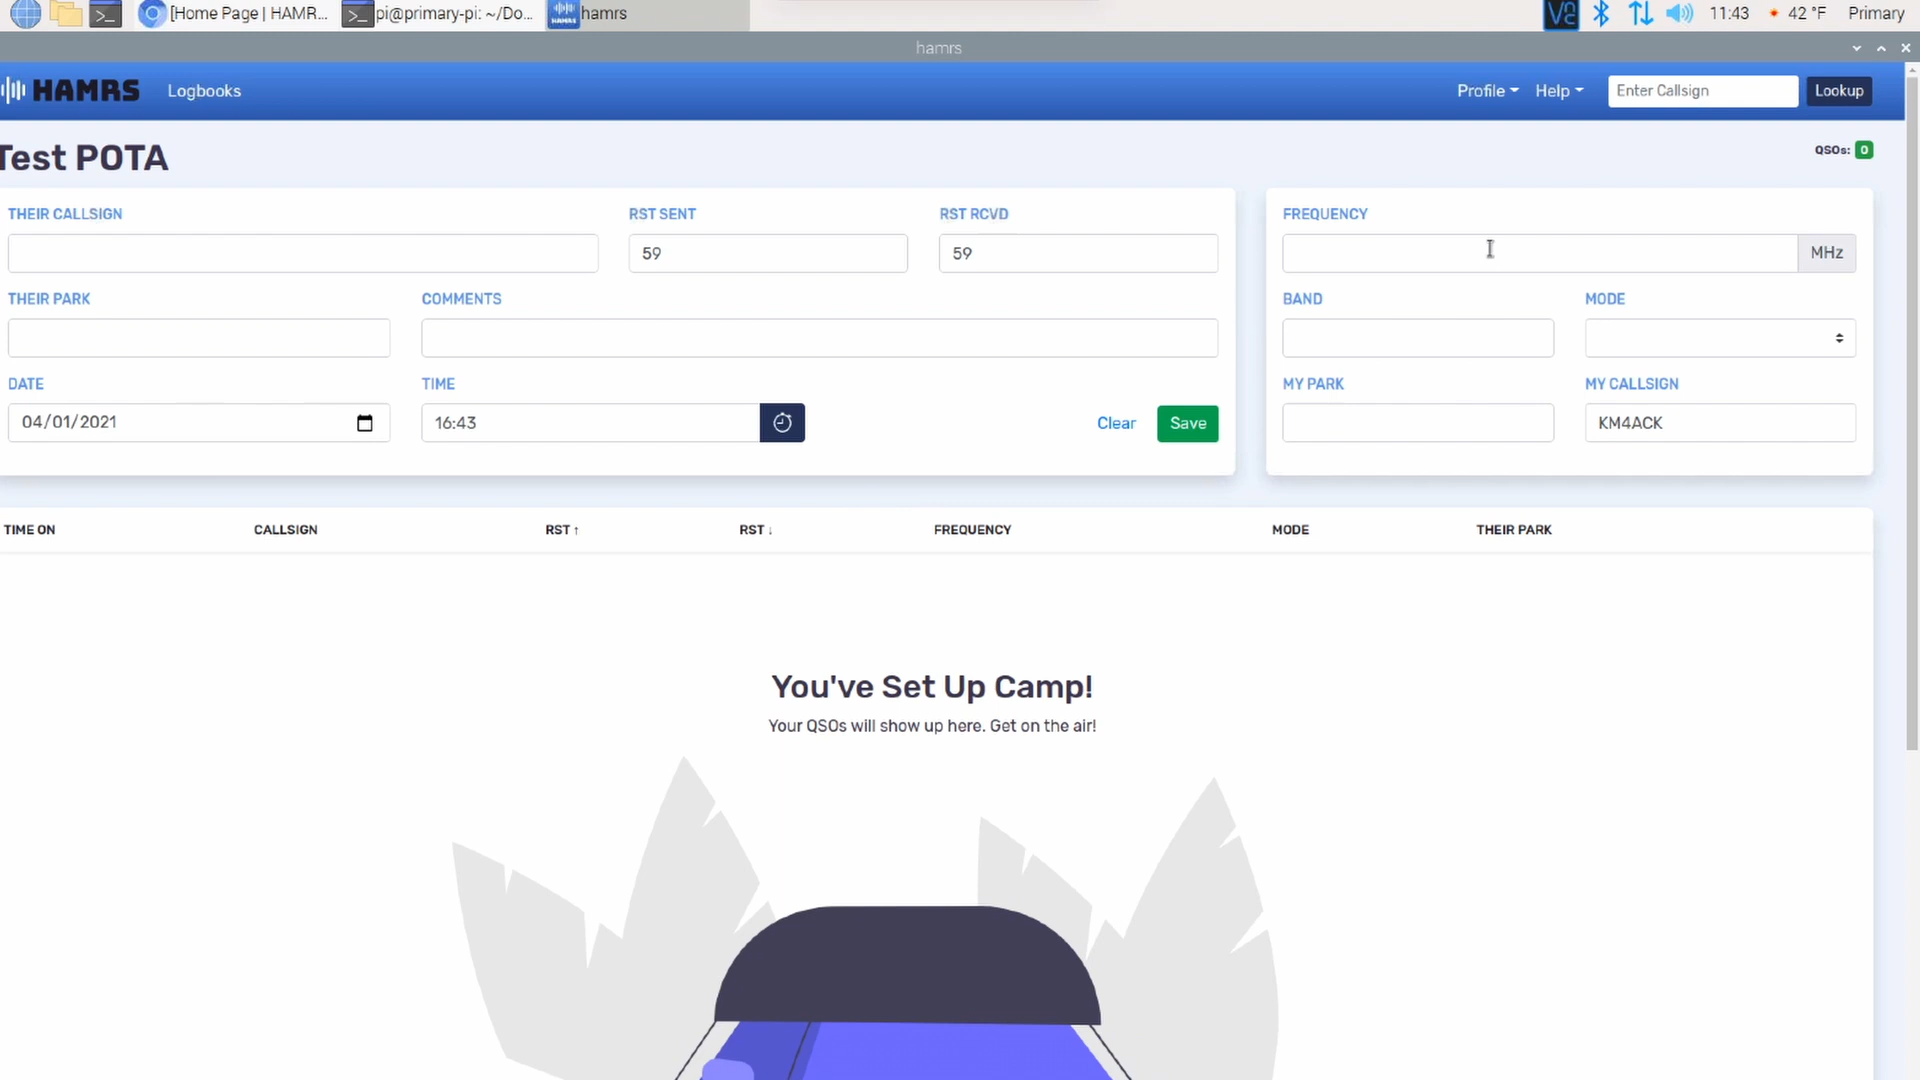 [Home Page | HAMR...
pi@primary-pi: ~/Do...
hamrs
11:43
42 °F
Primary
hamrs
HAMRS
Logbooks
Profile
Help
Enter Callsign
Lookup
Test POTA
QSOs: 0
THEIR CALLSIGN
RST SENT
RST RCVD
FREQUENCY
59
59
MHz
THEIR PARK
COMMENTS
BAND
MODE
DATE
TIME
MY PARK
MY CALLSIGN
04/01/2021
16:43
Clear
Save
KM4ACK
TIME ON
CALLSIGN
RST ↑
RST ↓
FREQUENCY
MODE
THEIR PARK
You've Set Up Camp!
Your QSOs will show up here. Get on the air!